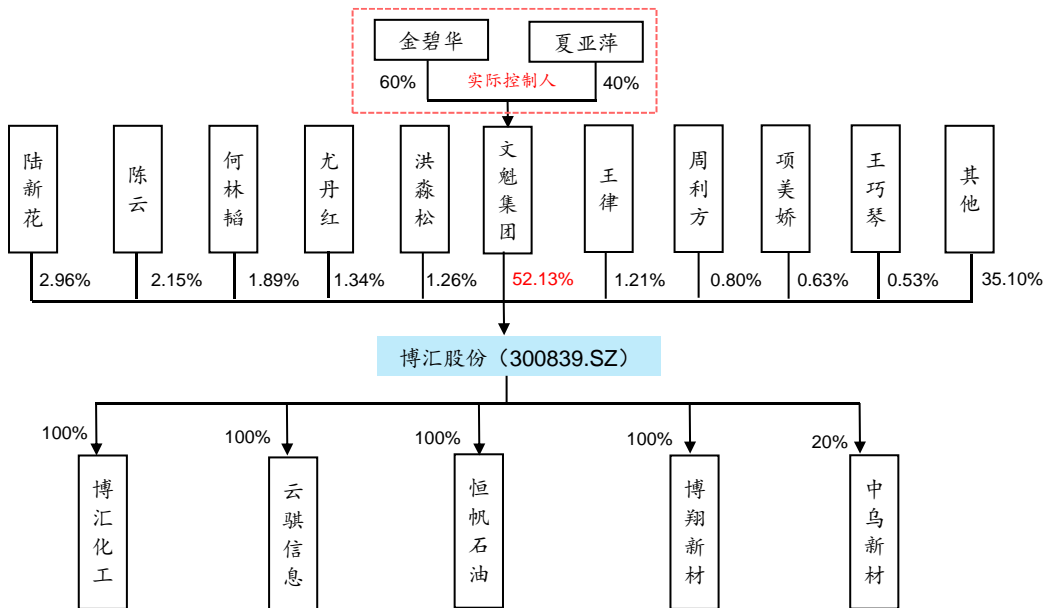 金碧华
夏亚萍
60%
实际控制人
40%
陆新花
陈云
何林韬
尤丹红
洪淼松
文魁集团
王律
周利方
项美娇
王巧琴
其他
2.96%
2.15%
1.89%
1.34%
1.26%
52.13%
1.21%
0.80%
0.63%
0.53%
35.10%
博汇股份（300839.SZ）
100%
100%
100%
100%
20%
博汇化工
云骐信息
恒帆石油
博翔新材
中乌新材